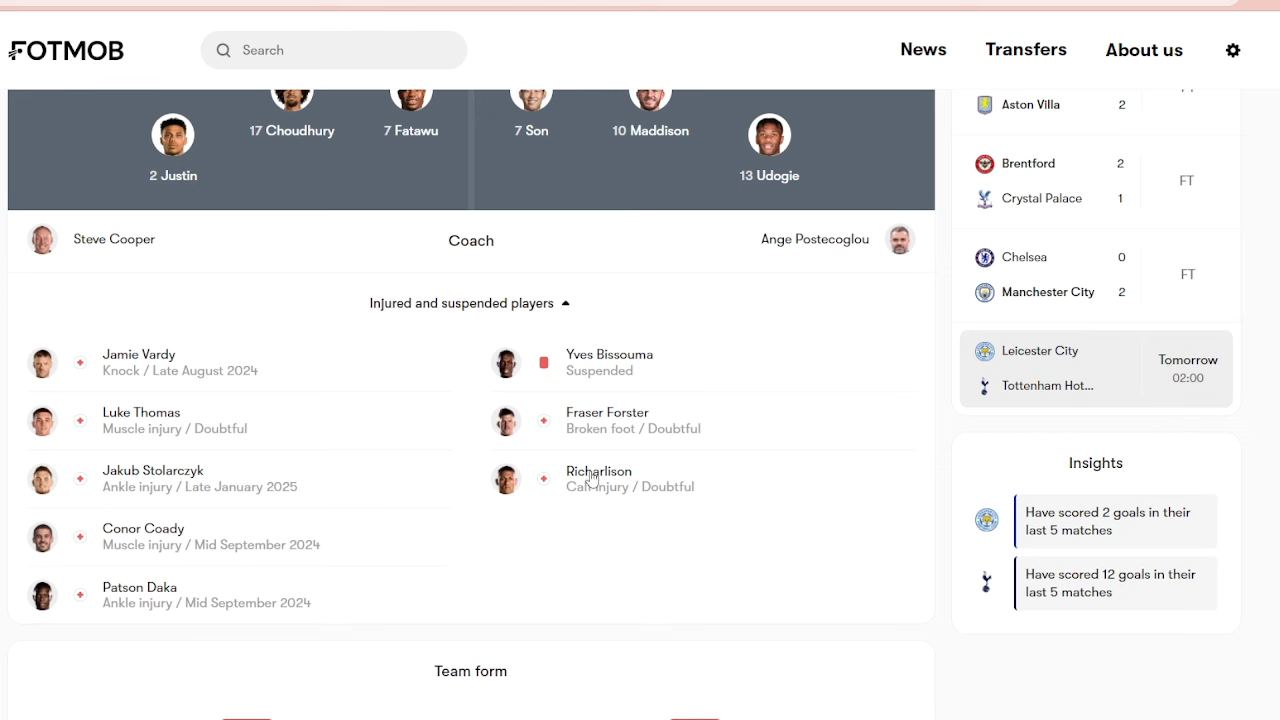 FOTMOB
Search
News
Transfers
About us
17 Choudhury
7 Fatawu
7 Son
10 Maddison
2 Justin
13 Udogie
Steve Cooper
Coach
Ange Postecoglou
Injured and suspended players
Jamie Vardy
Knock / Late August 2024
Luke Thomas
Muscle injury / Doubtful
Jakub Stolarczyk
Ankle injury / Late January 2025
Conor Coady
Muscle injury / Mid September 2024
Patson Daka
Ankle injury / Mid September 2024
Yves Bissouma
Suspended
Fraser Forster
Broken foot / Doubtful
Richarlison
Calf injury / Doubtful
Team form
Aston Villa 2
Brentford 2
FT
Crystal Palace 1
Chelsea 0
FT
Manchester City 2
Leicester City
Tomorrow
02:00
Tottenham Hot...
Insights
Have scored 2 goals in their
last 5 matches
Have scored 12 goals in their
last 5 matches